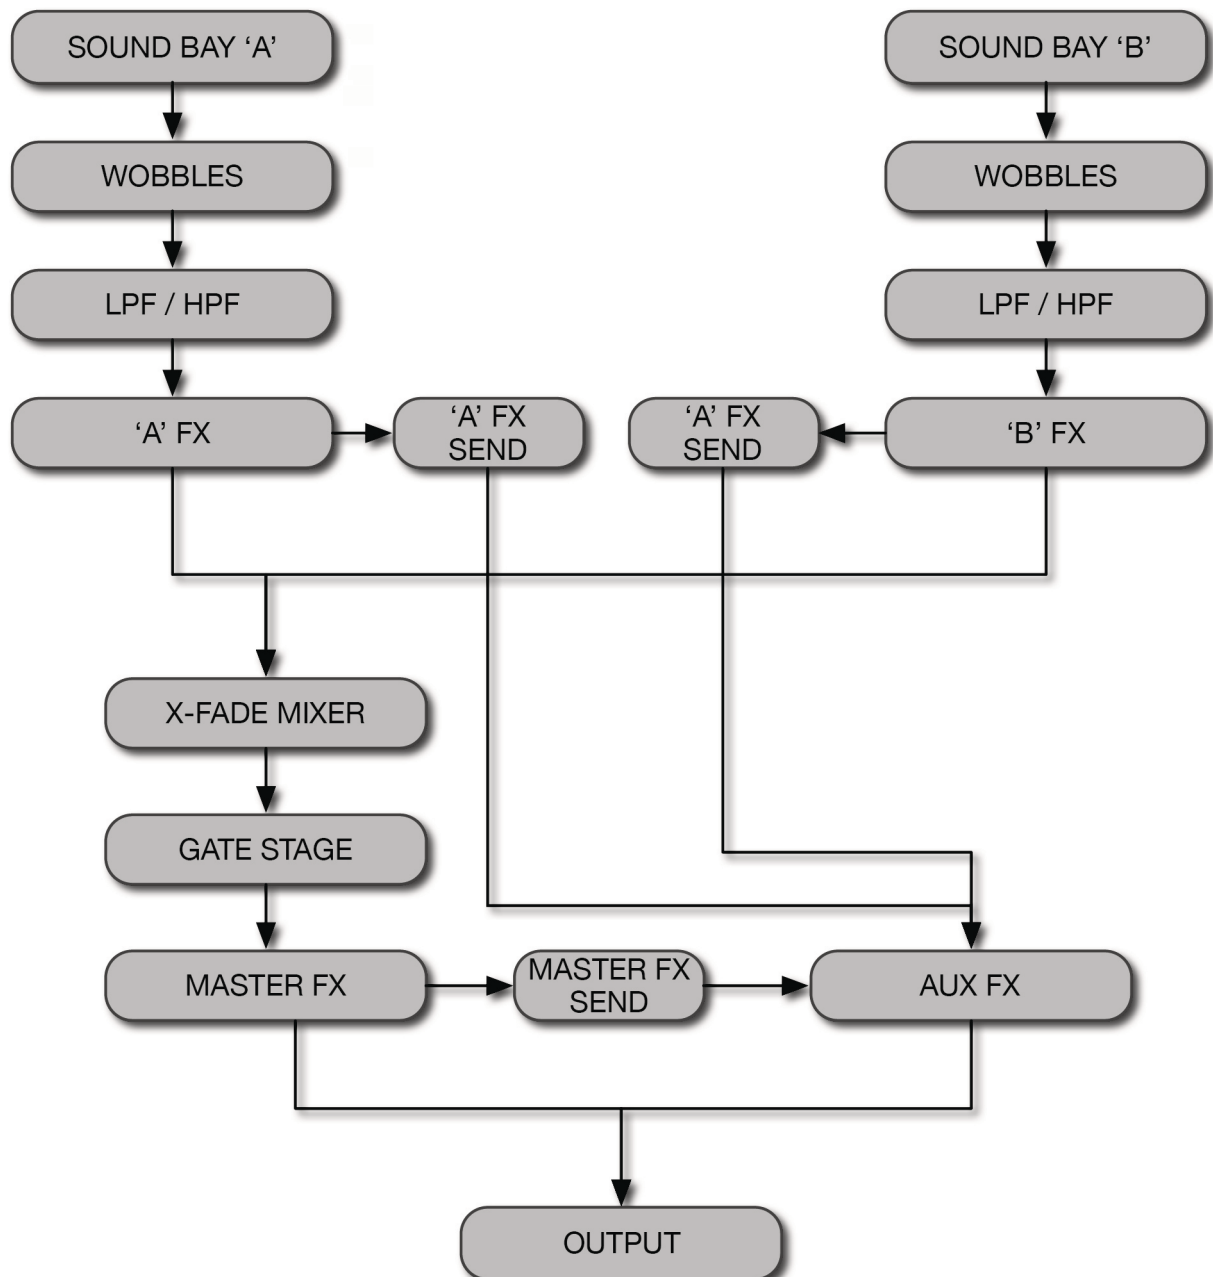 SOUND BAY ‘A’
SOUND BAY ‘B’
WOBBLES
WOBBLES
LPF / HPF
LPF / HPF
‘A’ FX
‘A’ FX
SEND
‘A’ FX
SEND
‘B’ FX
X-FADE MIXER
GATE STAGE
MASTER FX
MASTER FX
SEND
AUX FX
OUTPUT